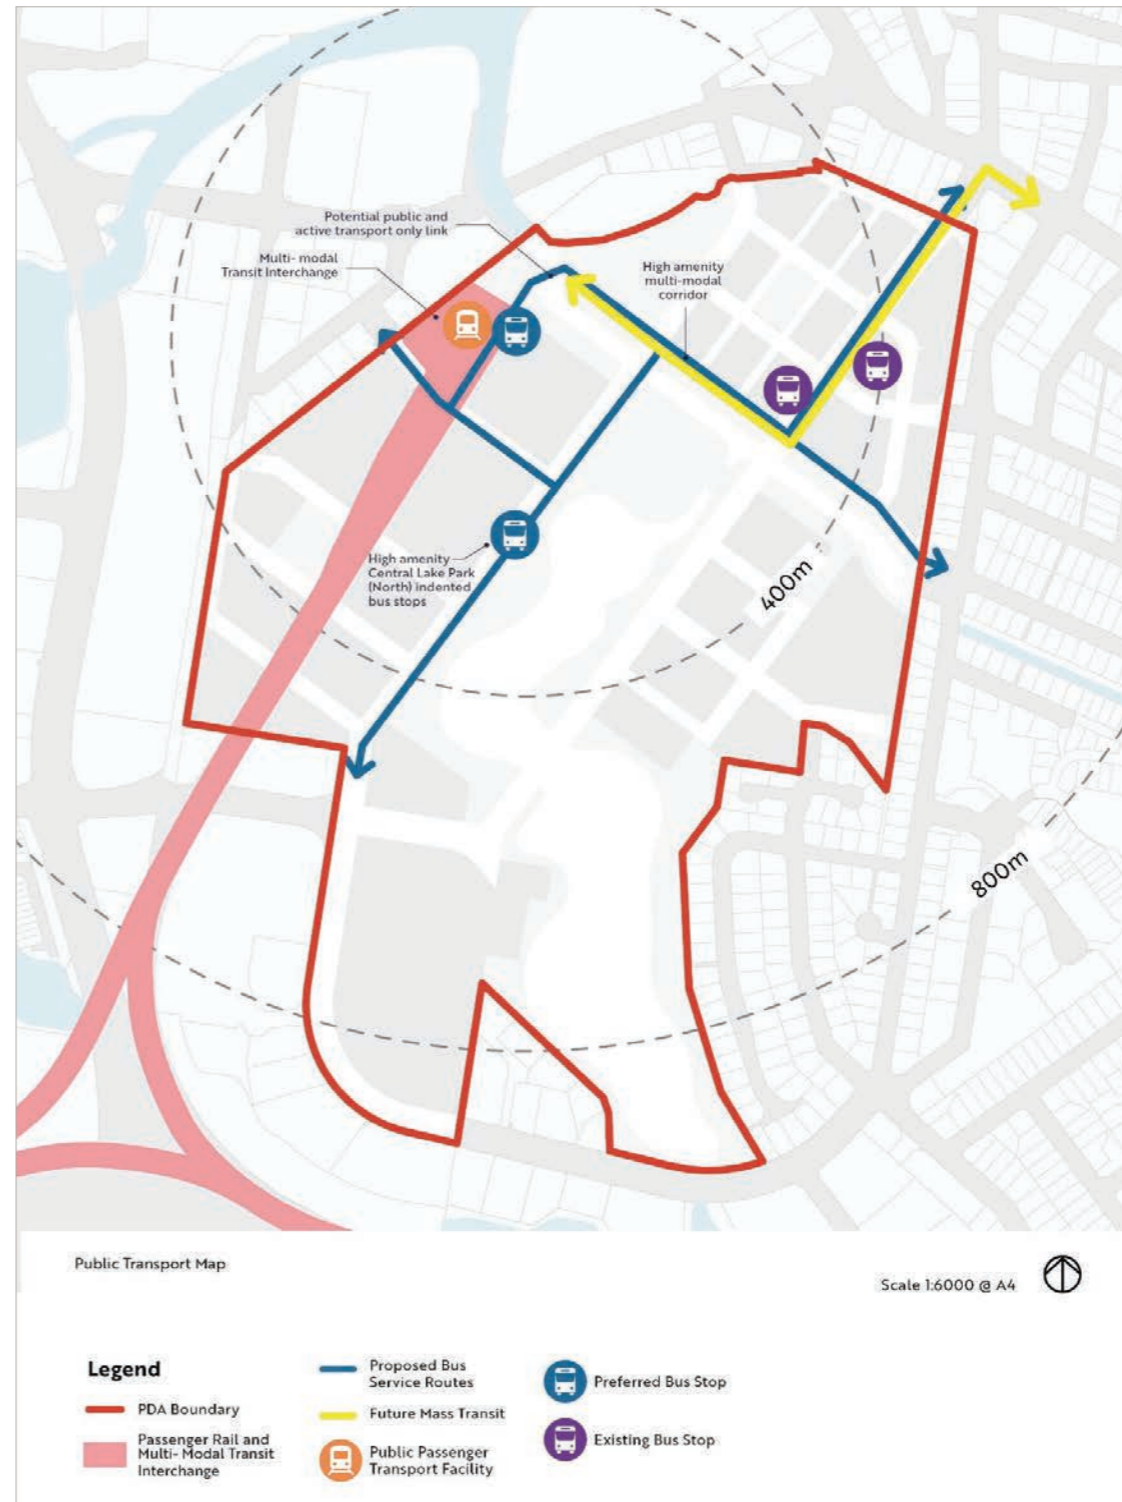 Potential public and
active transport only link
Multi- modal
Transit Interchange
High amenity
multi-modal
corridor
High amenity
Central Lake Park
(North) indented
bus stops
400m
800m
Public Transport Map
Scale 1:6000 @ A4
Legend
PDA Boundary
Passenger Rail and
Multi- Modal Transit
Interchange
Proposed Bus
Service Routes
Future Mass Transit
Public Passenger
Transport Facility
Preferred Bus Stop
Existing Bus Stop